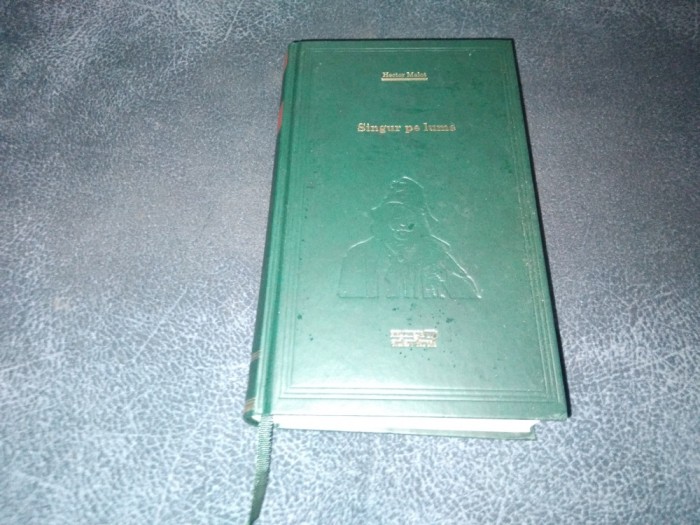 Hector Malot
Singur pe lume